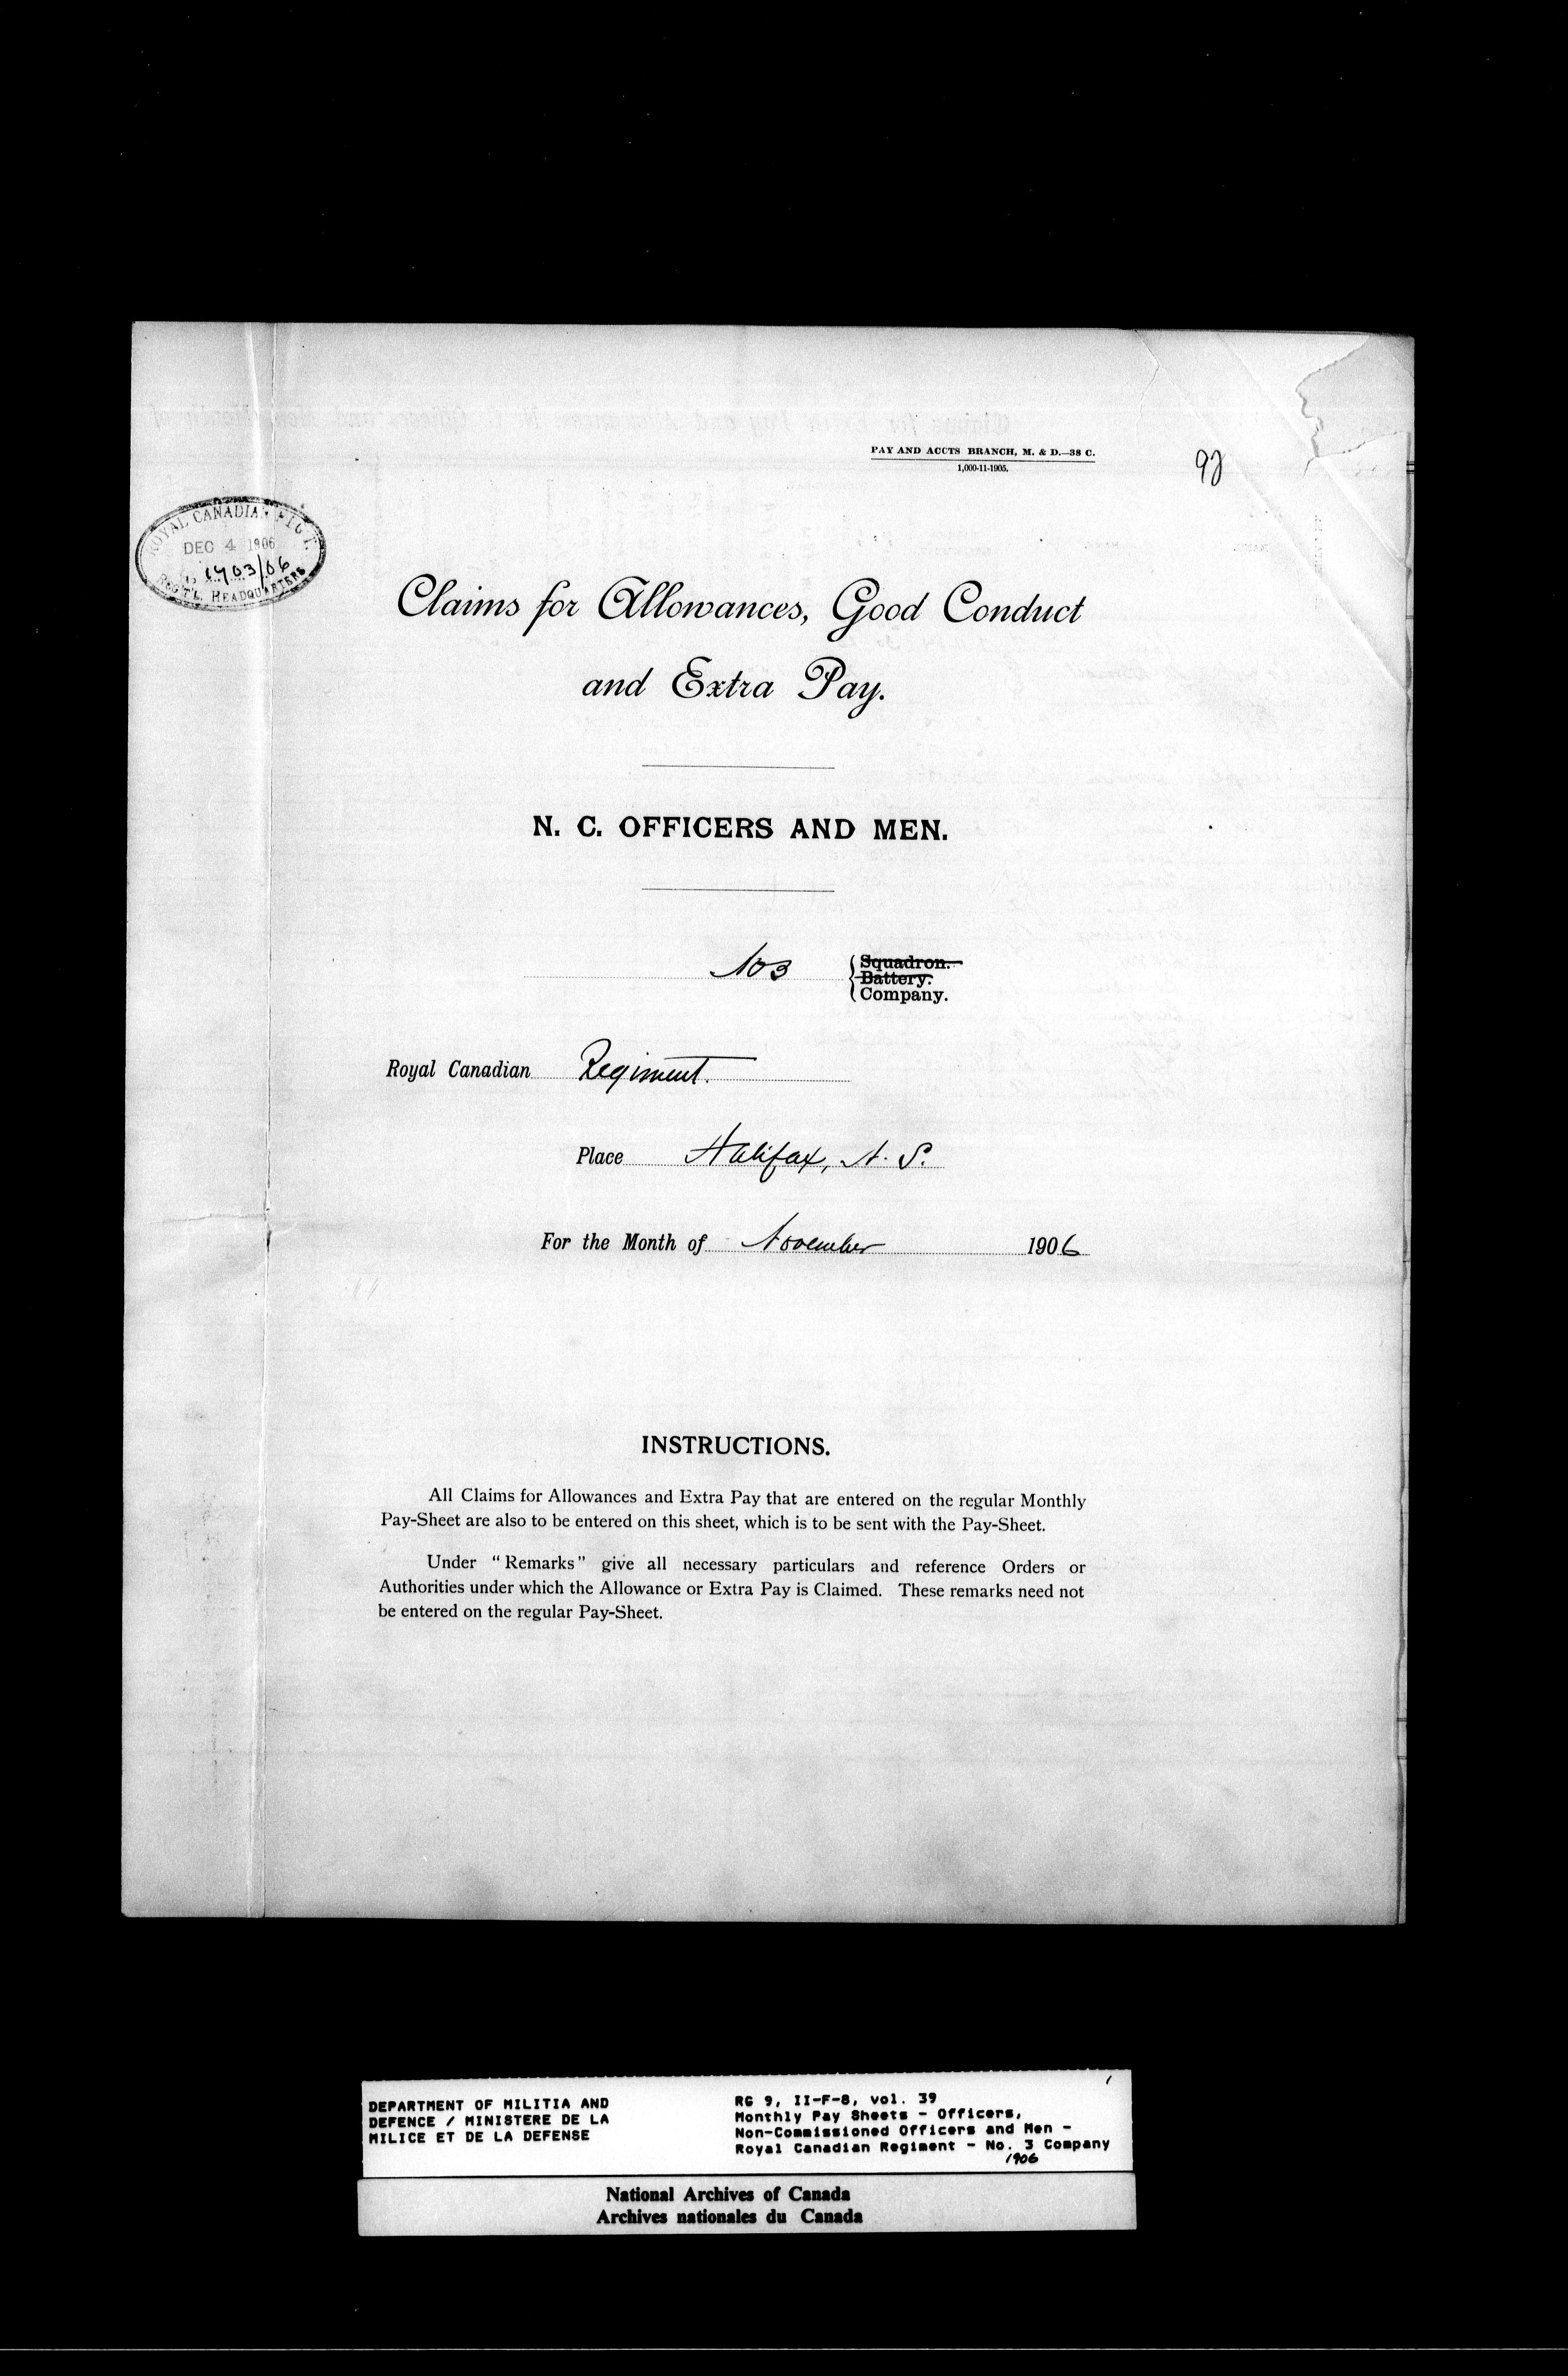 PAY AND ACCTS BRANCH, M. & D.—38 C.
1,000-11-1905.
ROYAL CANADIAN REG'T.
DEC 4 1906
1703/06
REG'T'L. HEADQUARTERS
Claims for Allowances, Good Conduct
and Extra Pay.
N. C. OFFICERS AND MEN.
No 3
Squadron.
Battery.
Company.
Royal Canadian Regiment.
Place Halifax, N. S.
For the Month of November 1906
INSTRUCTIONS.
All Claims for Allowances and Extra Pay that are entered on the regular Monthly
Pay-Sheet are also to be entered on this sheet, which is to be sent with the Pay-Sheet.
Under "Remarks" give all necessary particulars and reference Orders or
Authorities under which the Allowance or Extra Pay is Claimed. These remarks need not
be entered on the regular Pay-Sheet.
DEPARTMENT OF MILITIA AND
DEFENCE / MINISTERE DE LA
MILICE ET DE LA DEFENSE
RG 9, II-F-8, vol. 39
Monthly Pay Sheets - Officers,
Non-Commissioned Officers and Men -
Royal Canadian Regiment - No. 3 Company
1906
National Archives of Canada
Archives nationales du Canada